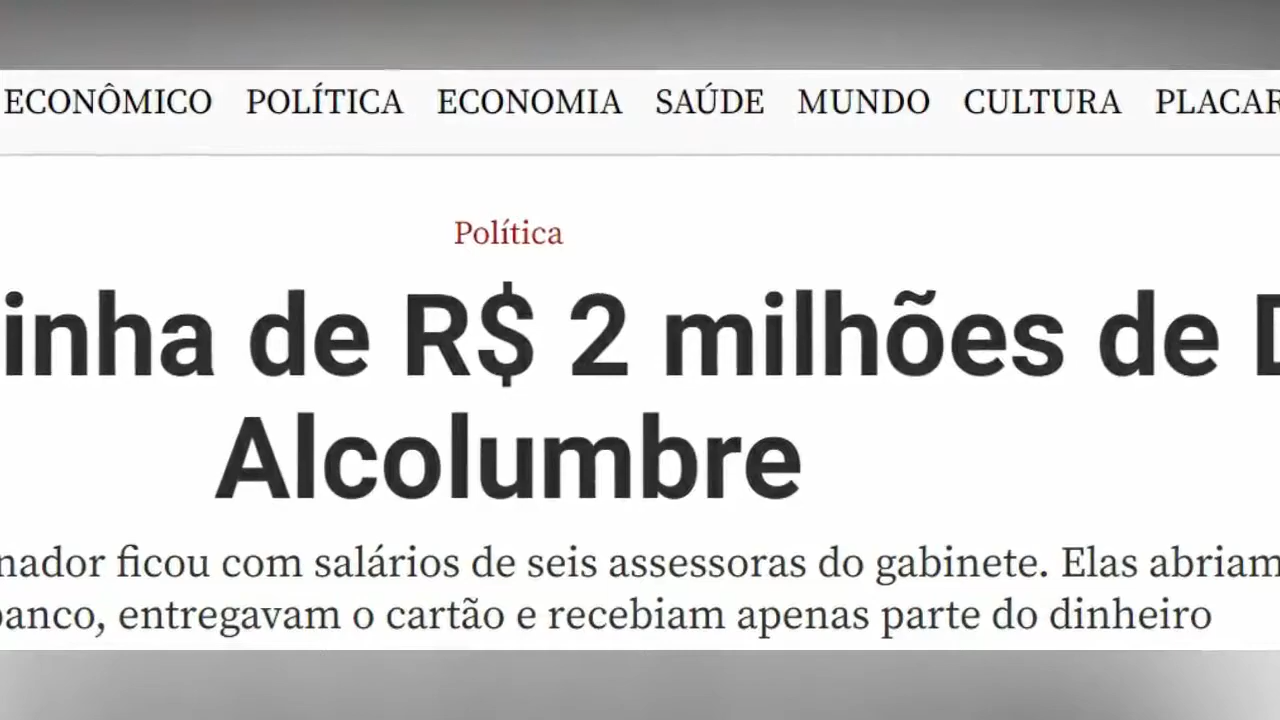 ECONÔMICO POLÍTICA ECONOMIA SAÚDE MUNDO CULTURA PLACAR
Política
inha de R$ 2 milhões de D
Alcolumbre
nador ficou com salários de seis assessoras do gabinete. Elas abriam
banco, entregavam o cartão e recebiam apenas parte do dinheiro